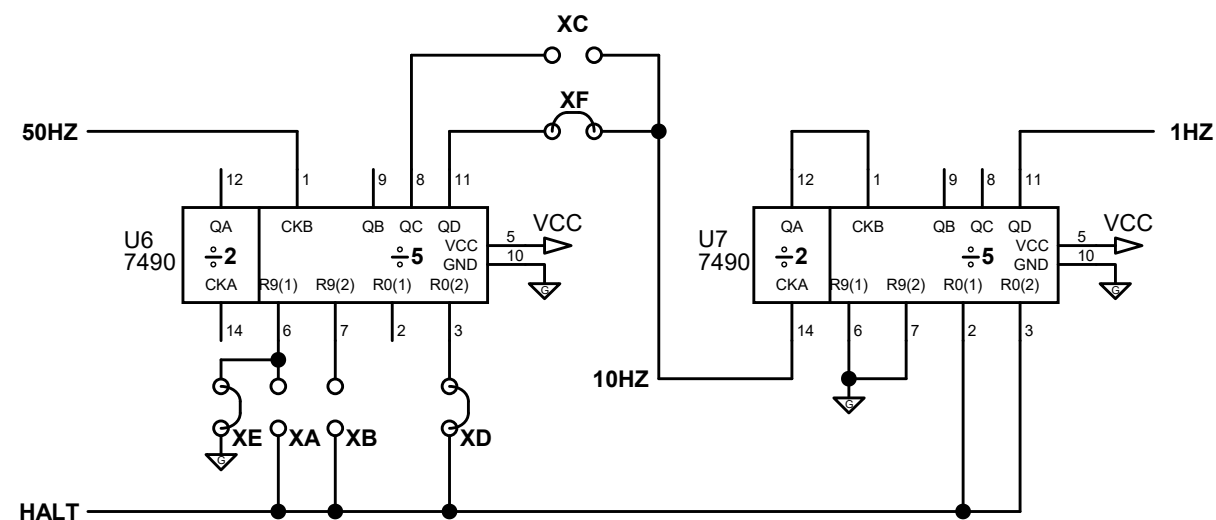 XC
XF
50HZ
1HZ
12 1 9 8 11
12 1 9 8 11
U6
7490
QA CKB QB QC QD
÷2 ÷5
VCC 5 VCC
GND 10
G
CKA R9(1) R9(2) R0(1) R0(2)
14 6 7 2 3
U7
7490
QA CKB QB QC QD
÷2 ÷5
VCC 5 VCC
GND 10
G
CKA R9(1) R9(2) R0(1) R0(2)
14 6 7 2 3
10HZ
G
XE XA XB XD
G
HALT